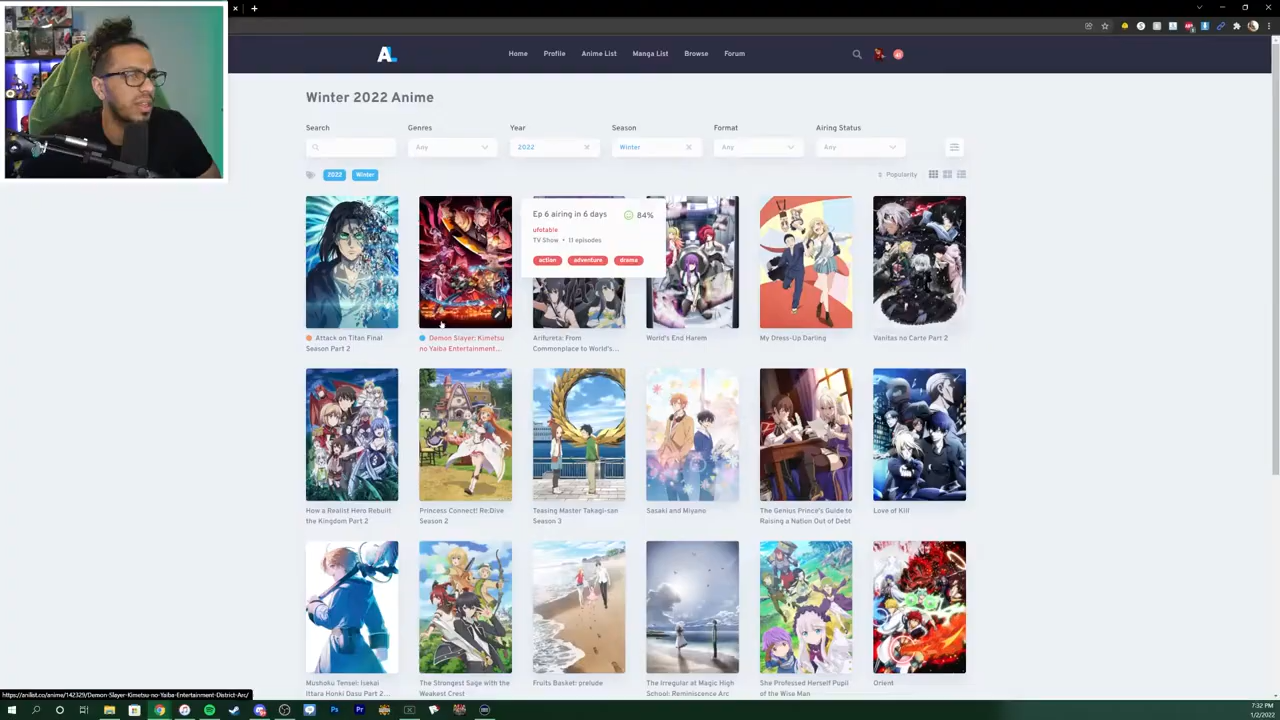 Home Profile Anime List Manga List Browse Forum
Winter 2022 Anime
Search Genres Year Season Format Airing Status
Any 2022 Winter Any Any
2022 Winter Popularity
Ep 6 airing in 6 days 84%
ufotable
TV Show • 11 episodes
action adventure drama
Attack on Titan Final
Season Part 2
Demon Slayer: Kimetsu
no Yaiba Entertainment...
Arifureta: From
Commonplace to World's...
World's End Harem
My Dress-Up Darling
Vanitas no Carte Part 2
How a Realist Hero Rebuilt
the Kingdom Part 2
Princess Connect! Re:Dive
Season 2
Teasing Master Takagi-san
Season 3
Sasaki and Miyano
The Genius Prince's Guide to
Raising a Nation Out of Debt
Love of Kill
Mushoku Tensei: Isekai
Ittara Honki Dasu Part 2...
The Strongest Sage with the
Weakest Crest
Fruits Basket: prelude
The Irregular at Magic High
School: Reminiscence Arc
She Professed Herself Pupil
of the Wise Man
Orient
https://anilist.co/anime/142329/Demon-Slayer-Kimetsu-no-Yaiba-Entertainment-District-Arc/
7:32 PM
1/2/2022